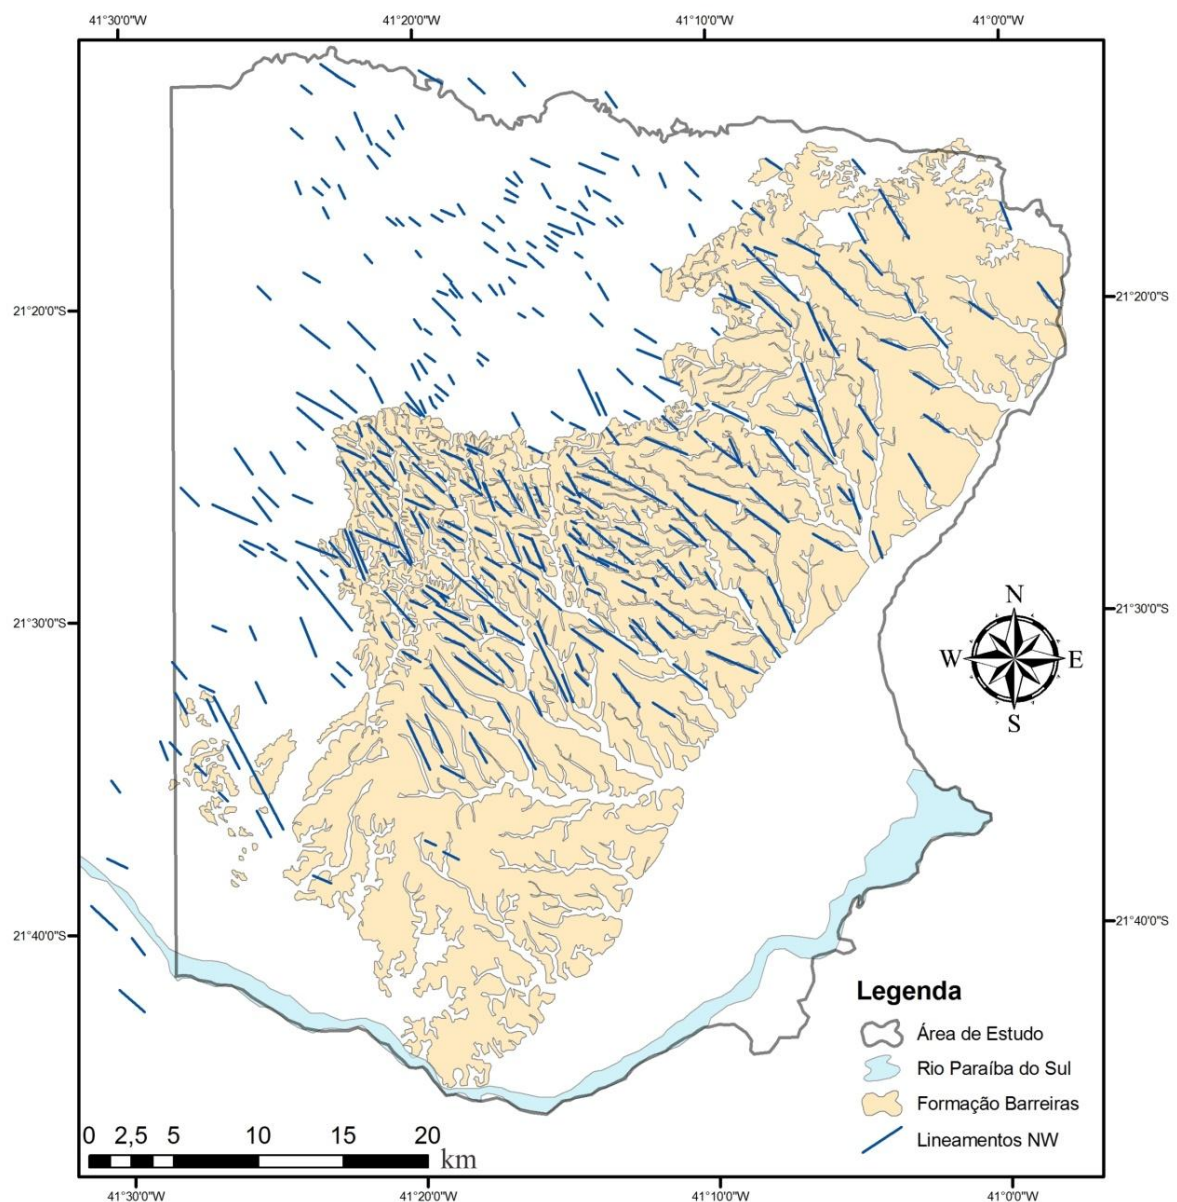 41°30'0"W 41°20'0"W 41°10'0"W 41°0'0"W
21°20'0"S 21°20'0"S
21°30'0"S 21°30'0"S
N
W E
S
21°40'0"S 21°40'0"S
Legenda
Área de Estudo
Rio Paraíba do Sul
Formação Barreiras
Lineamentos NW
0 2,5 5 10 15 20
km
41°30'0"W 41°20'0"W 41°10'0"W 41°0'0"W